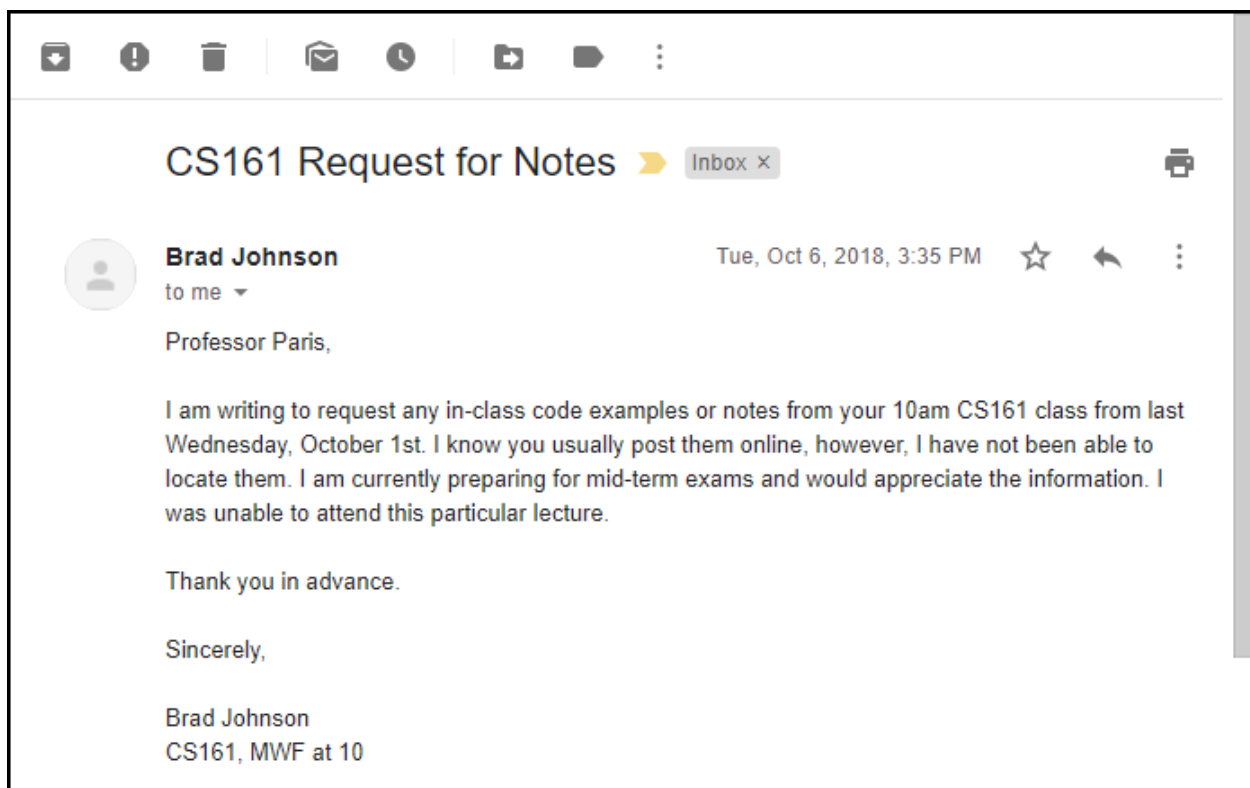 CS161 Request for Notes Inbox ×
Brad Johnson Tue, Oct 6, 2018, 3:35 PM
to me
Professor Paris,
I am writing to request any in-class code examples or notes from your 10am CS161 class from last
Wednesday, October 1st. I know you usually post them online, however, I have not been able to
locate them. I am currently preparing for mid-term exams and would appreciate the information. I
was unable to attend this particular lecture.
Thank you in advance.
Sincerely,
Brad Johnson
CS161, MWF at 10